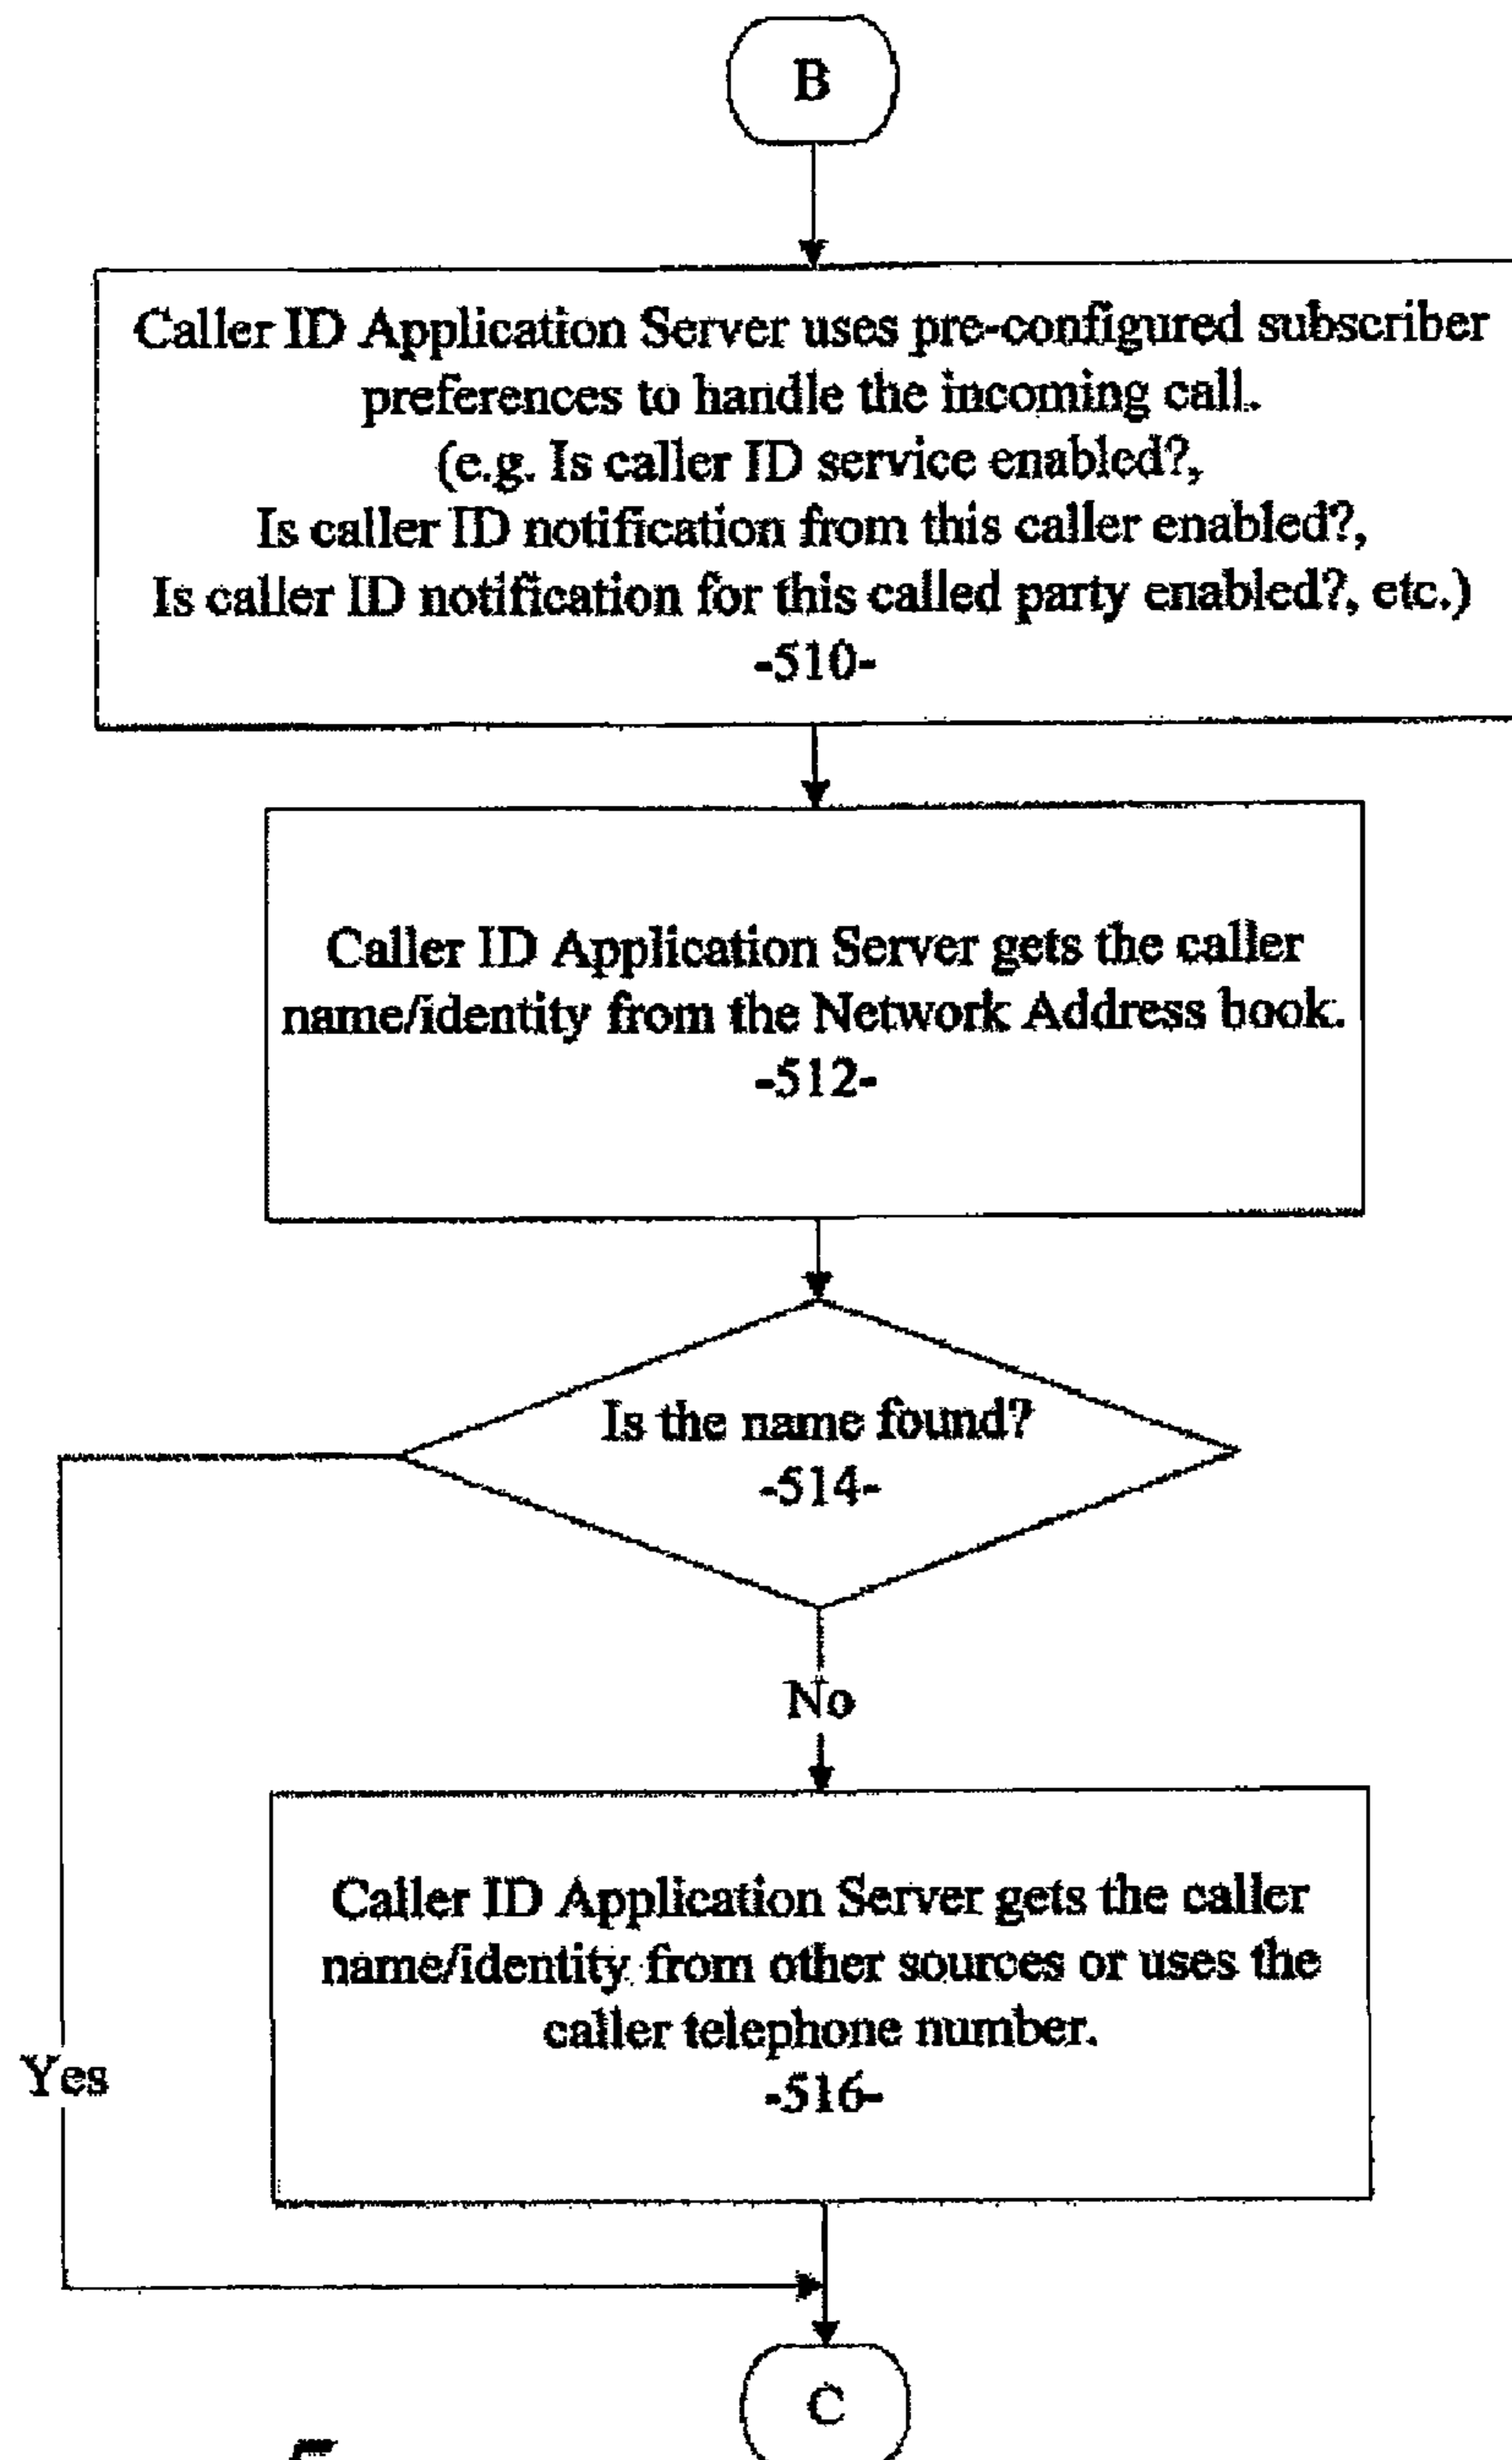 B
Caller ID Application Server uses pre-configured subscriber
preferences to handle the incoming call.
(e.g. Is caller ID service enabled?,
Is caller ID notification from this caller enabled?,
Is caller ID notification for this called party enabled?, etc.)
-510-
Caller ID Application Server gets the caller
name/identity from the Network Address book.
-512-
Is the name found?
-514-
No
Caller ID Application Server gets the caller
name/identity from other sources or uses the
caller telephone number.
-516-
Yes
C